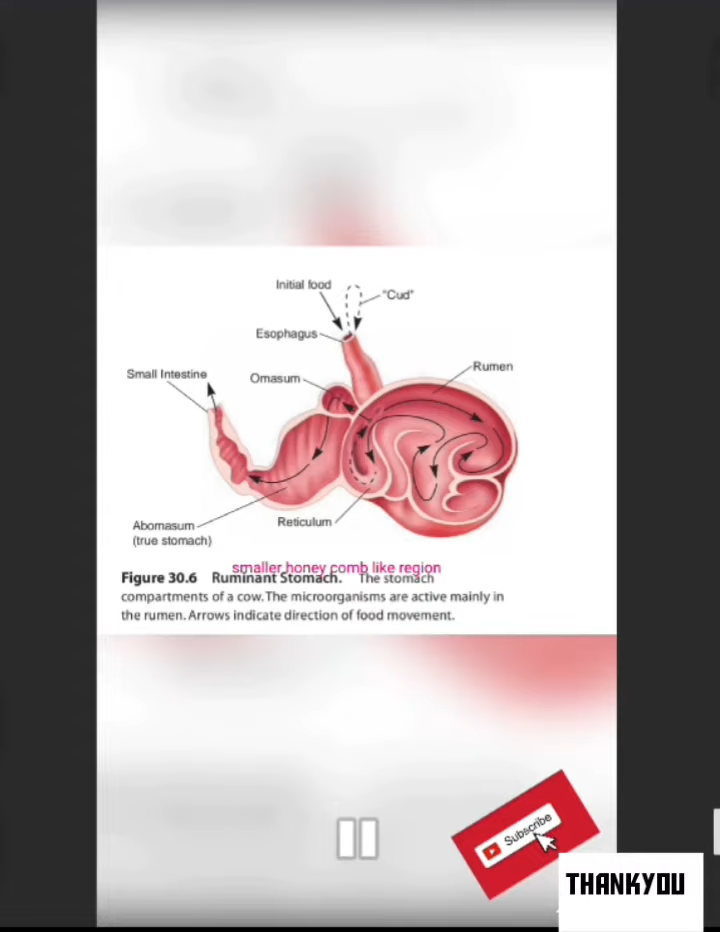 Initial food
"Cud"
Esophagus
Rumen
Small Intestine
Omasum
Abomasum
(true stomach)
Reticulum
smaller honey comb like region
Figure 30.6 Ruminant Stomach. The stomach
compartments of a cow. The microorganisms are active mainly in
the rumen. Arrows indicate direction of food movement.
Subscribe
THANKYOU